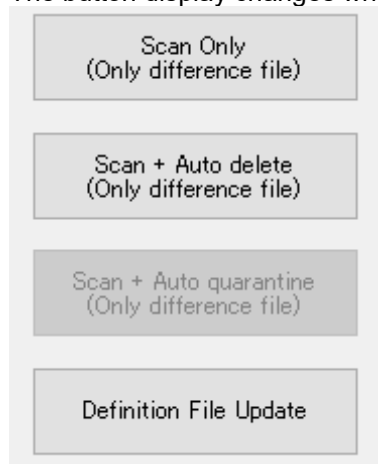 The button display changes
Scan Only
(Only difference file)
Scan + Auto delete
(Only difference file)
Scan + Auto quarantine
(Only difference file)
Definition File Update